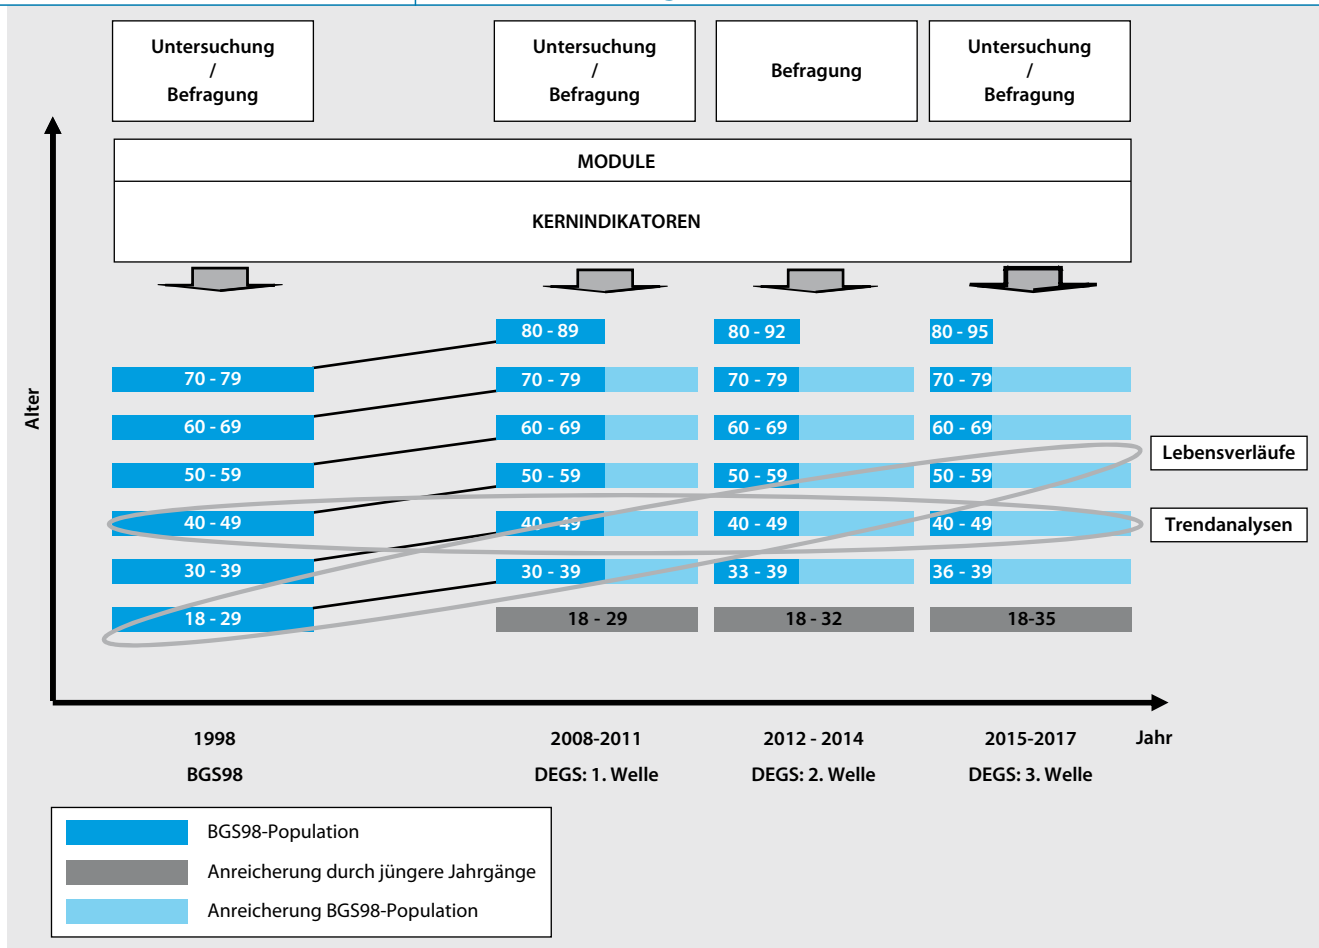 Untersuchung
/
Befragung
Untersuchung
/
Befragung
Befragung
Untersuchung
/
Befragung
MODULE
KERNINDIKATOREN
80 - 89
80 - 92
80 - 95
70 - 79
70 - 79
70 - 79
70 - 79
60 - 69
60 - 69
60 - 69
60 - 69
50 - 59
50 - 59
50 - 59
50 - 59
40 - 49
40 - 49
40 - 49
40 - 49
30 - 39
30 - 39
33 - 39
36 - 39
18 - 29
18 - 29
18 - 32
18-35
Alter
Lebensverläufe
Trendanalysen
1998
2008-2011
2012 - 2014
2015-2017
Jahr
BGS98
DEGS: 1. Welle
DEGS: 2. Welle
DEGS: 3. Welle
BGS98-Population
Anreicherung durch jüngere Jahrgänge
Anreicherung BGS98-Population